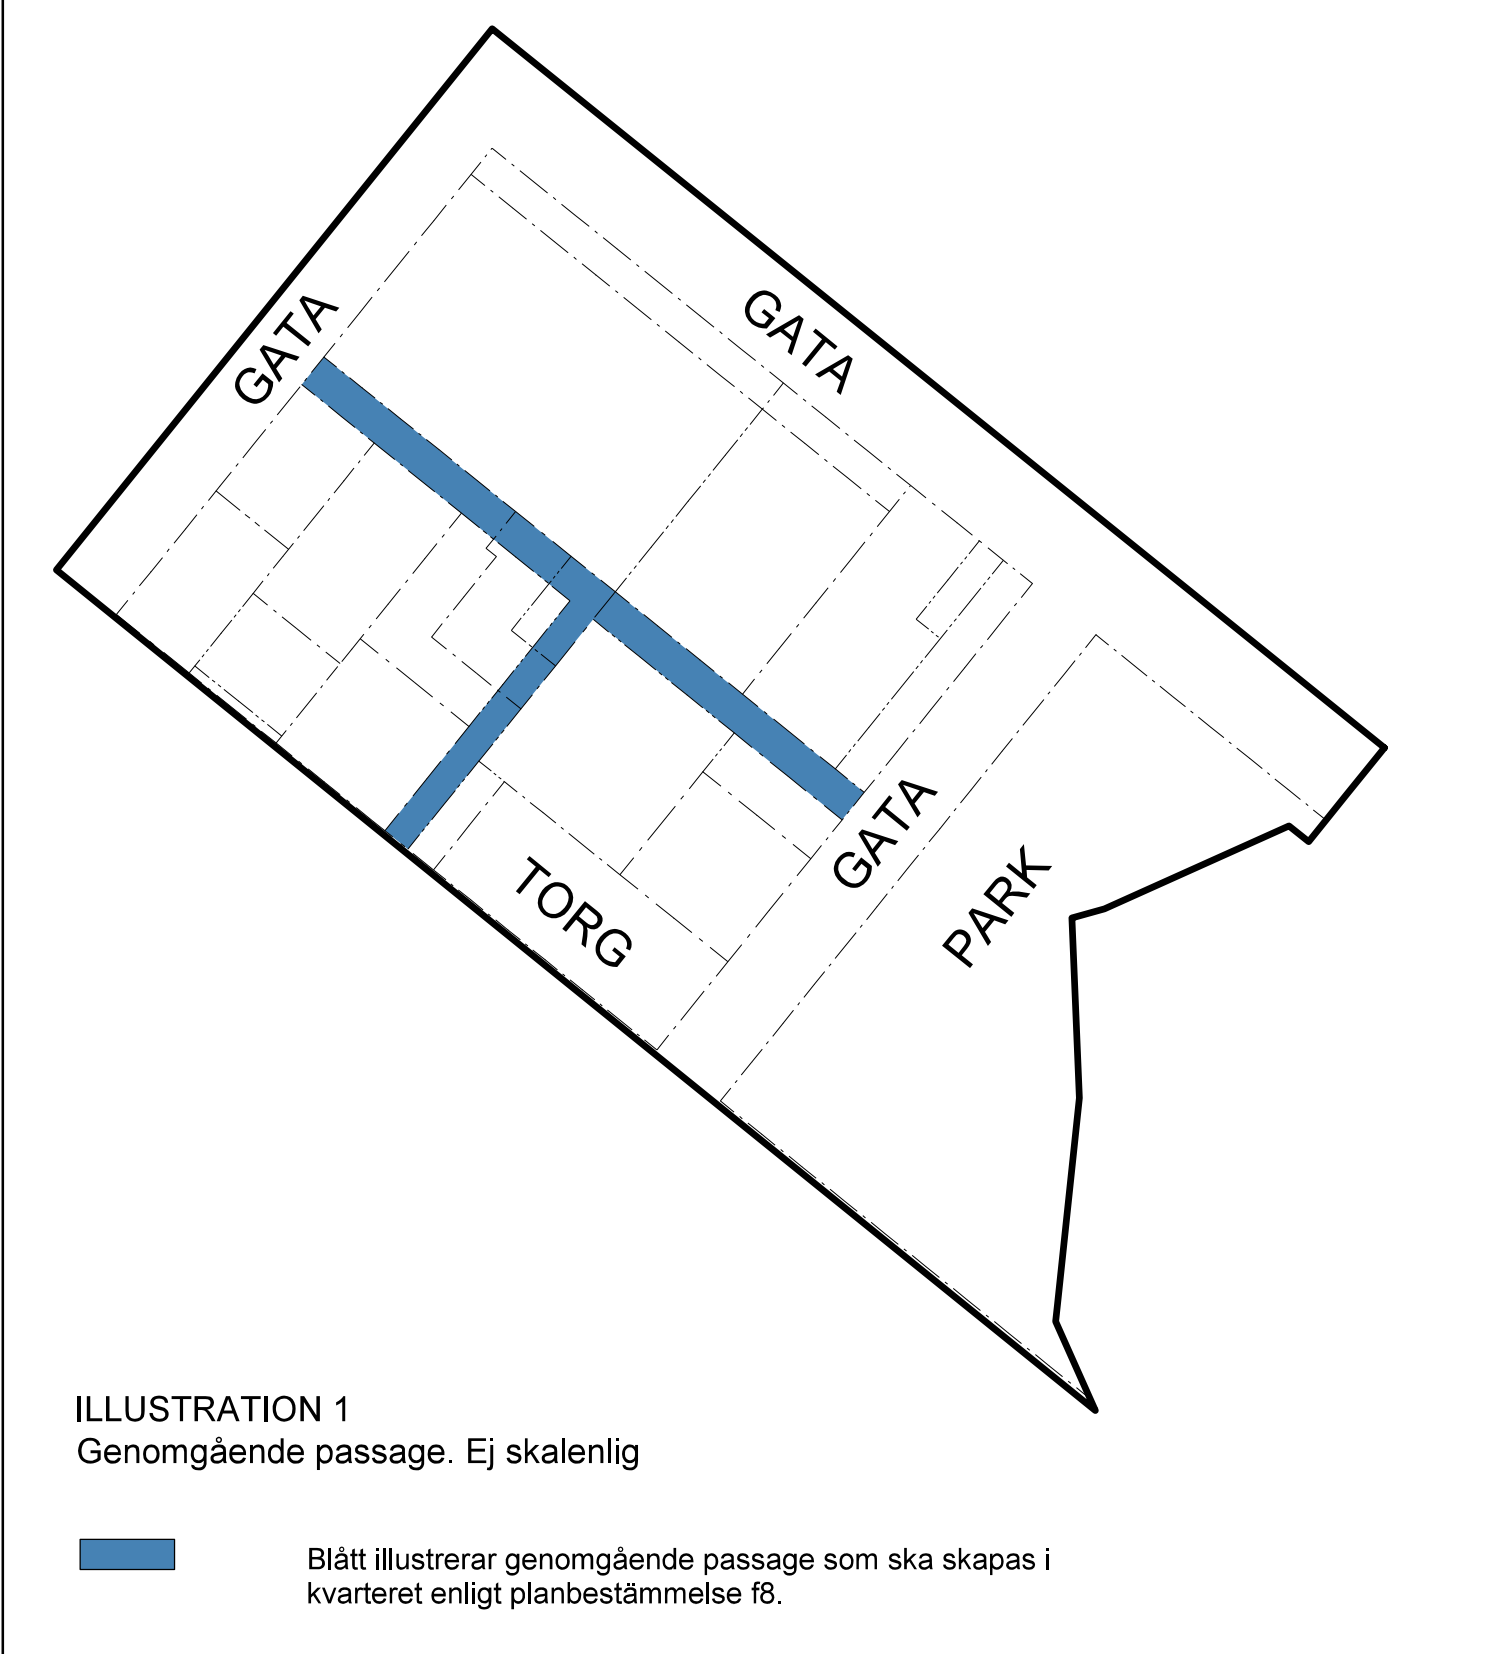 GATA
GATA
GATA
PARK
TORG
ILLUSTRATION 1
Genomgående passage. Ej skalenlig
Blått illustrerar genomgående passage som ska skapas i
kvarteret enligt planbestämmelse f8.